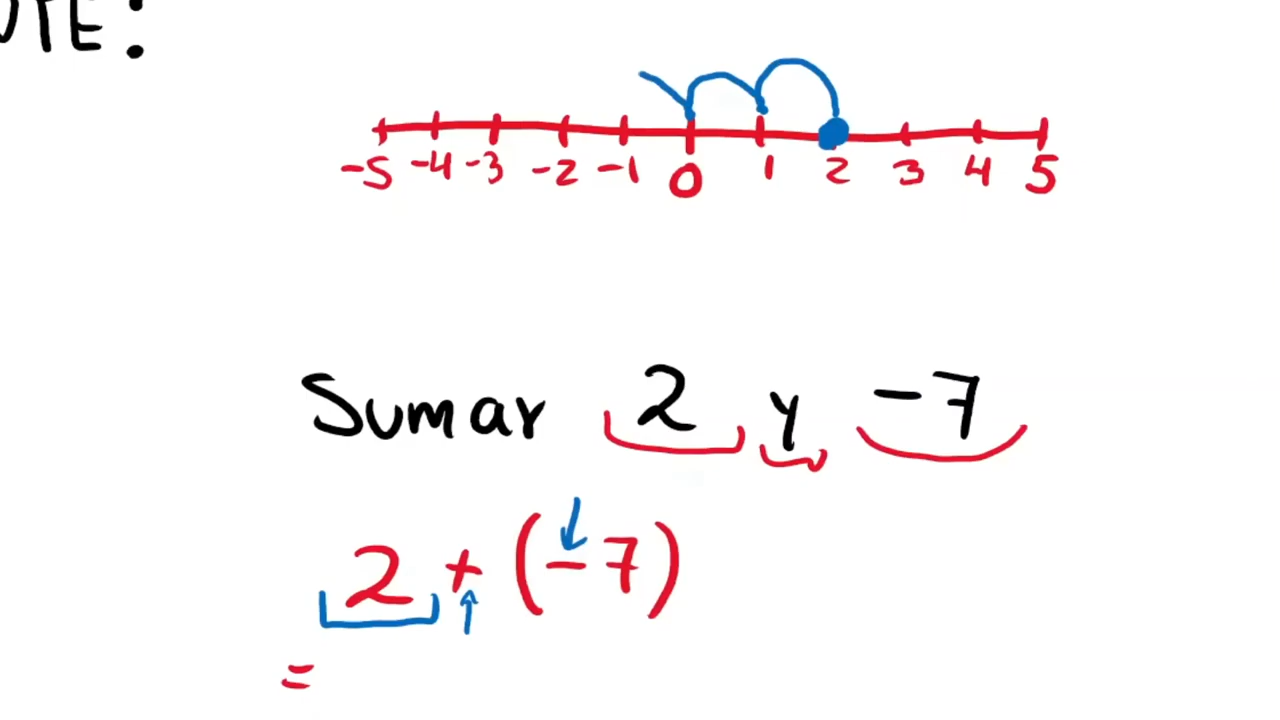 -5 -4 -3 -2 -1 0 1 2 3 4 5
Sumar 2 y -7
2 + (-7)
=